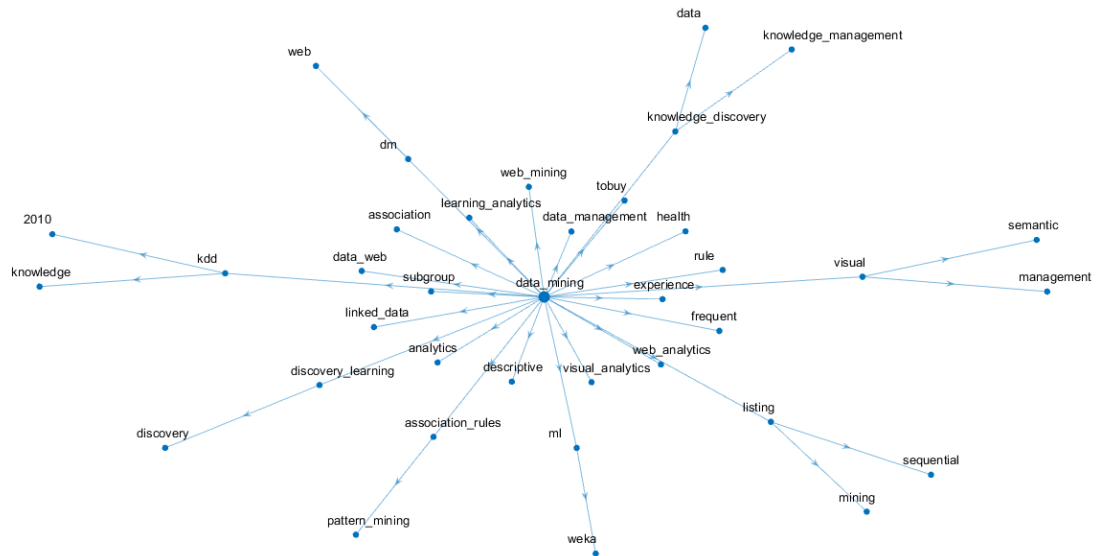 data
knowledge_management
web
knowledge_discovery
dm
web_mining
tobuy
learning_analytics
association
data_management
health
2010
semantic
kdd
data_web
rule
visual
knowledge
subgroup
data_mining
experience
management
linked_data
frequent
analytics
web_analytics
discovery_learning
descriptive
visual_analytics
listing
discovery
association_rules
ml
sequential
mining
pattern_mining
weka